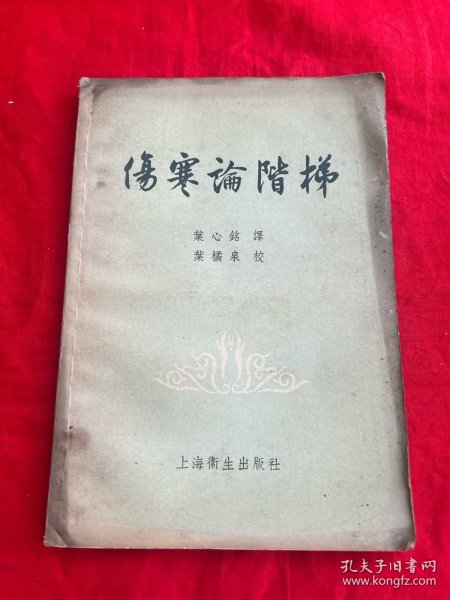 傷寒論階梯
葉心銘 譯
葉橘泉 校
上海衛生出版社
孔夫子旧书网
www.kongfz.com